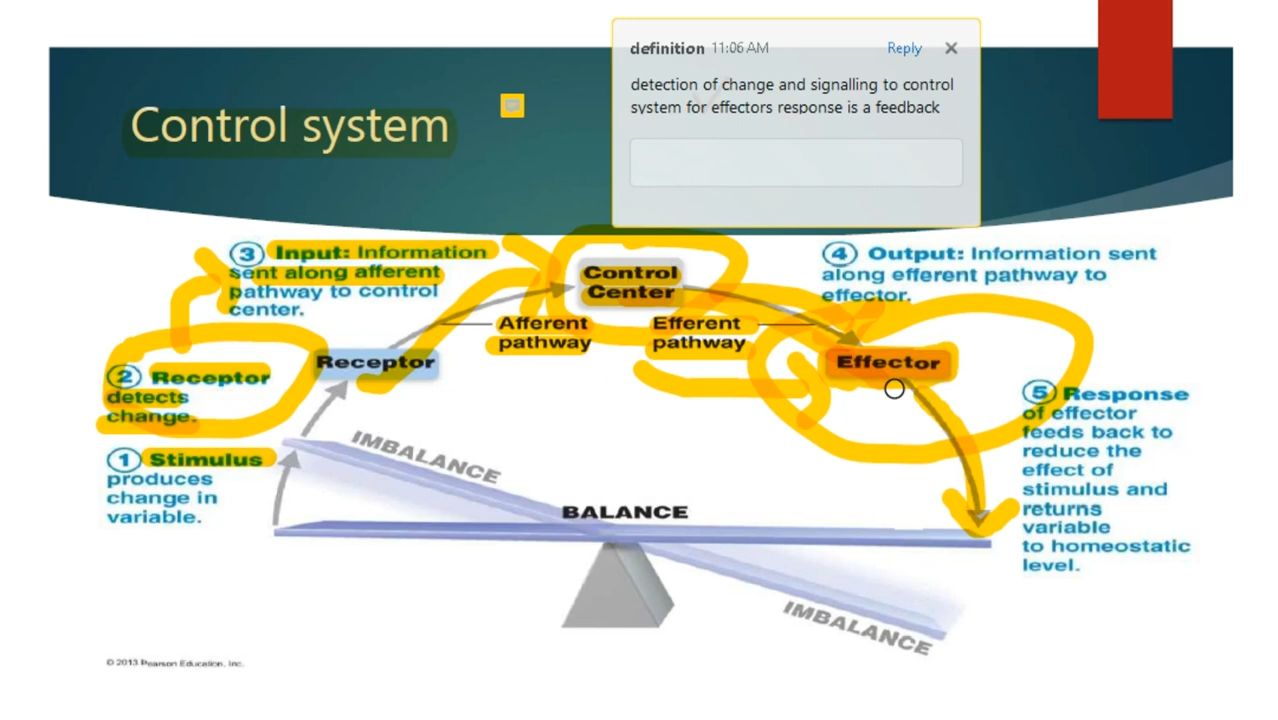 definition 11:06 AM Reply
detection of change and signalling to control
system for effectors response is a feedback
Control system
3 Input: Information
sent along afferent
pathway to control
center.
Control
Center
4 Output: Information sent
along efferent pathway to
effector.
Afferent
pathway
Efferent
pathway
Receptor
Effector
2 Receptor
detects
change.
5 Response
of effector
feeds back to
reduce the
effect of
stimulus and
returns
variable
to homeostatic
level.
1 Stimulus
produces
change in
variable.
IMBALANCE
BALANCE
IMBALANCE
© 2013 Pearson Education, Inc.